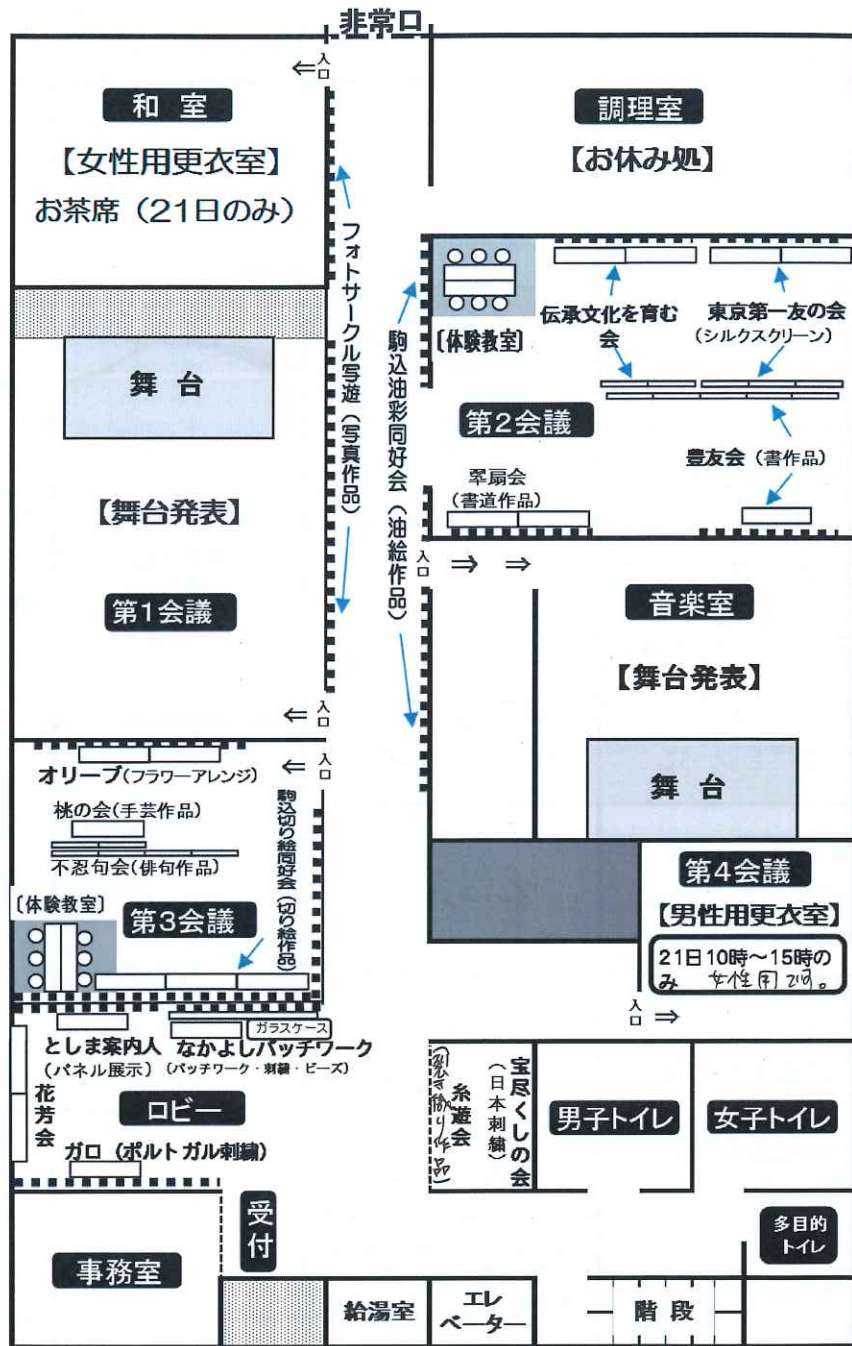 非常口
入口
和室
【女性用更衣室】
お茶席（21日のみ）
調理室
【お休み処】
フォトサークル写遊（写真作品）
駒込油彩同好会（油絵作品）
〔体験教室〕
伝承文化を育む
会
東京第一友の会
（シルクスクリーン）
舞台
第2会議
豊友会（書作品）
翠扇会
（書道作品）
【舞台発表】
入口
第1会議
音楽室
【舞台発表】
入口
舞台
オリーブ(フラワーアレンジ)
入口
桃の会(手芸作品)
不忍句会(俳句作品)
駒込切り絵同好会（切り絵作品）
〔体験教室〕
第3会議
第4会議
【男性用更衣室】
21日10時～15時の
み 女性用
入口
ガラスケース
としま案内人
（パネル展示）
なかよしパッチワーク
（パッチワーク・刺繍・ビーズ）
花芳会
ロビー
ガロ（ポルトガル刺繍）
糸遊会
宝尽くしの会
（日本刺繍）
男子トイレ
女子トイレ
受付
事務室
多目的
トイレ
給湯室
エレ
ベーター
階段